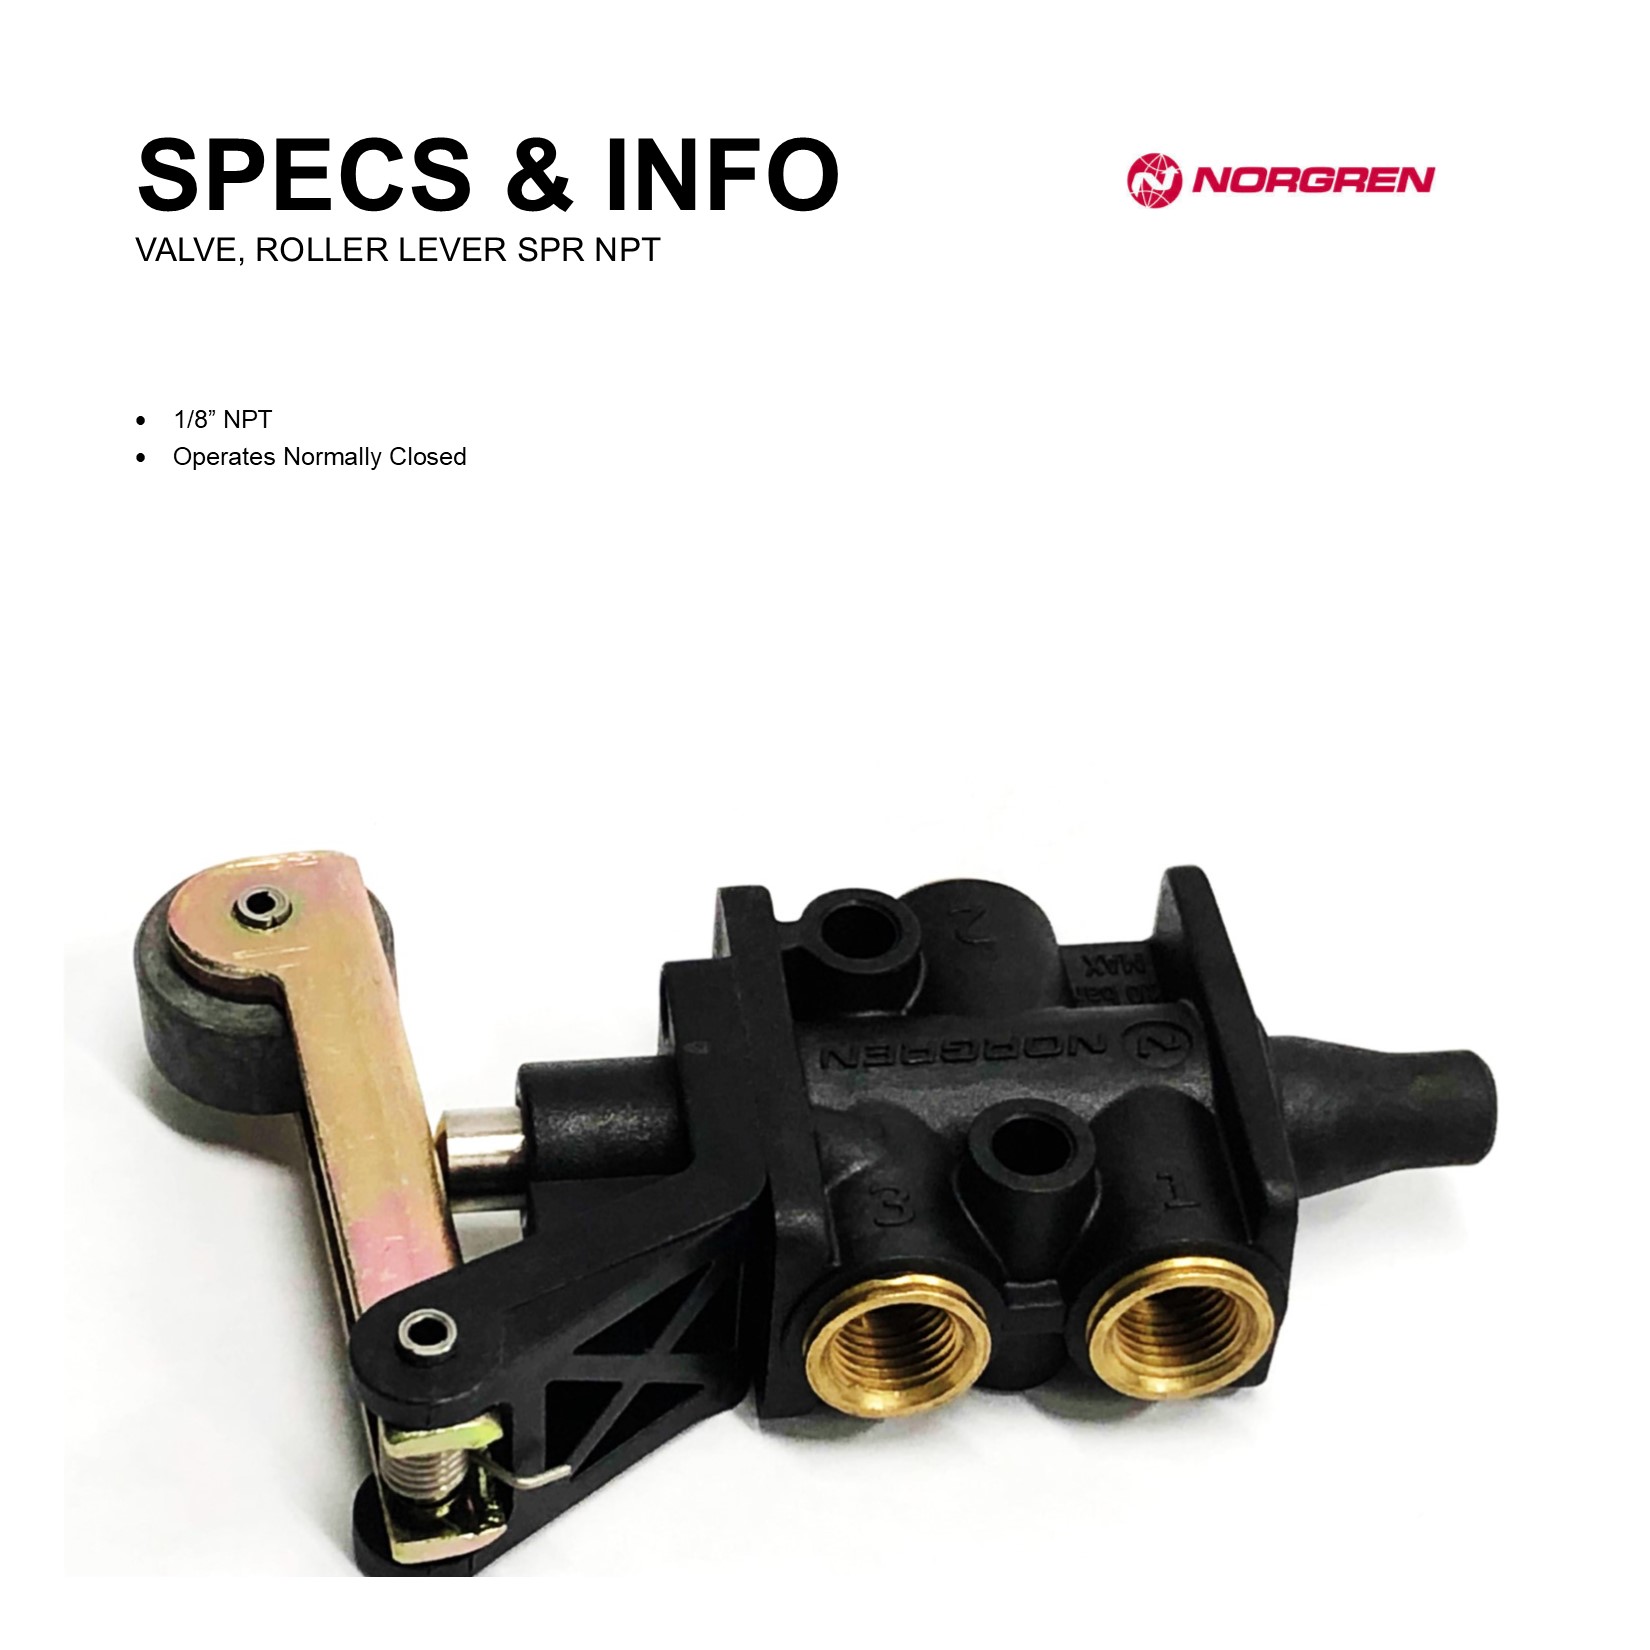 SPECS & INFO
NORGREN
VALVE, ROLLER LEVER SPR NPT
• 1/8” NPT
• Operates Normally Closed
2
MAX
bar
NORGREN
3
1